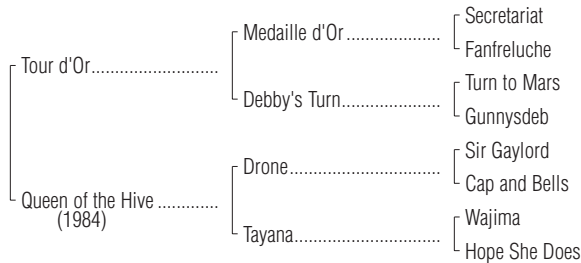 Secretariat
Medaille d'Or
Fanfreluche
Tour d'Or
Turn to Mars
Debby's Turn
Gunnysdeb
Sir Gaylord
Drone
Cap and Bells
Queen of the Hive
(1984)
Wajima
Tayana
Hope She Does